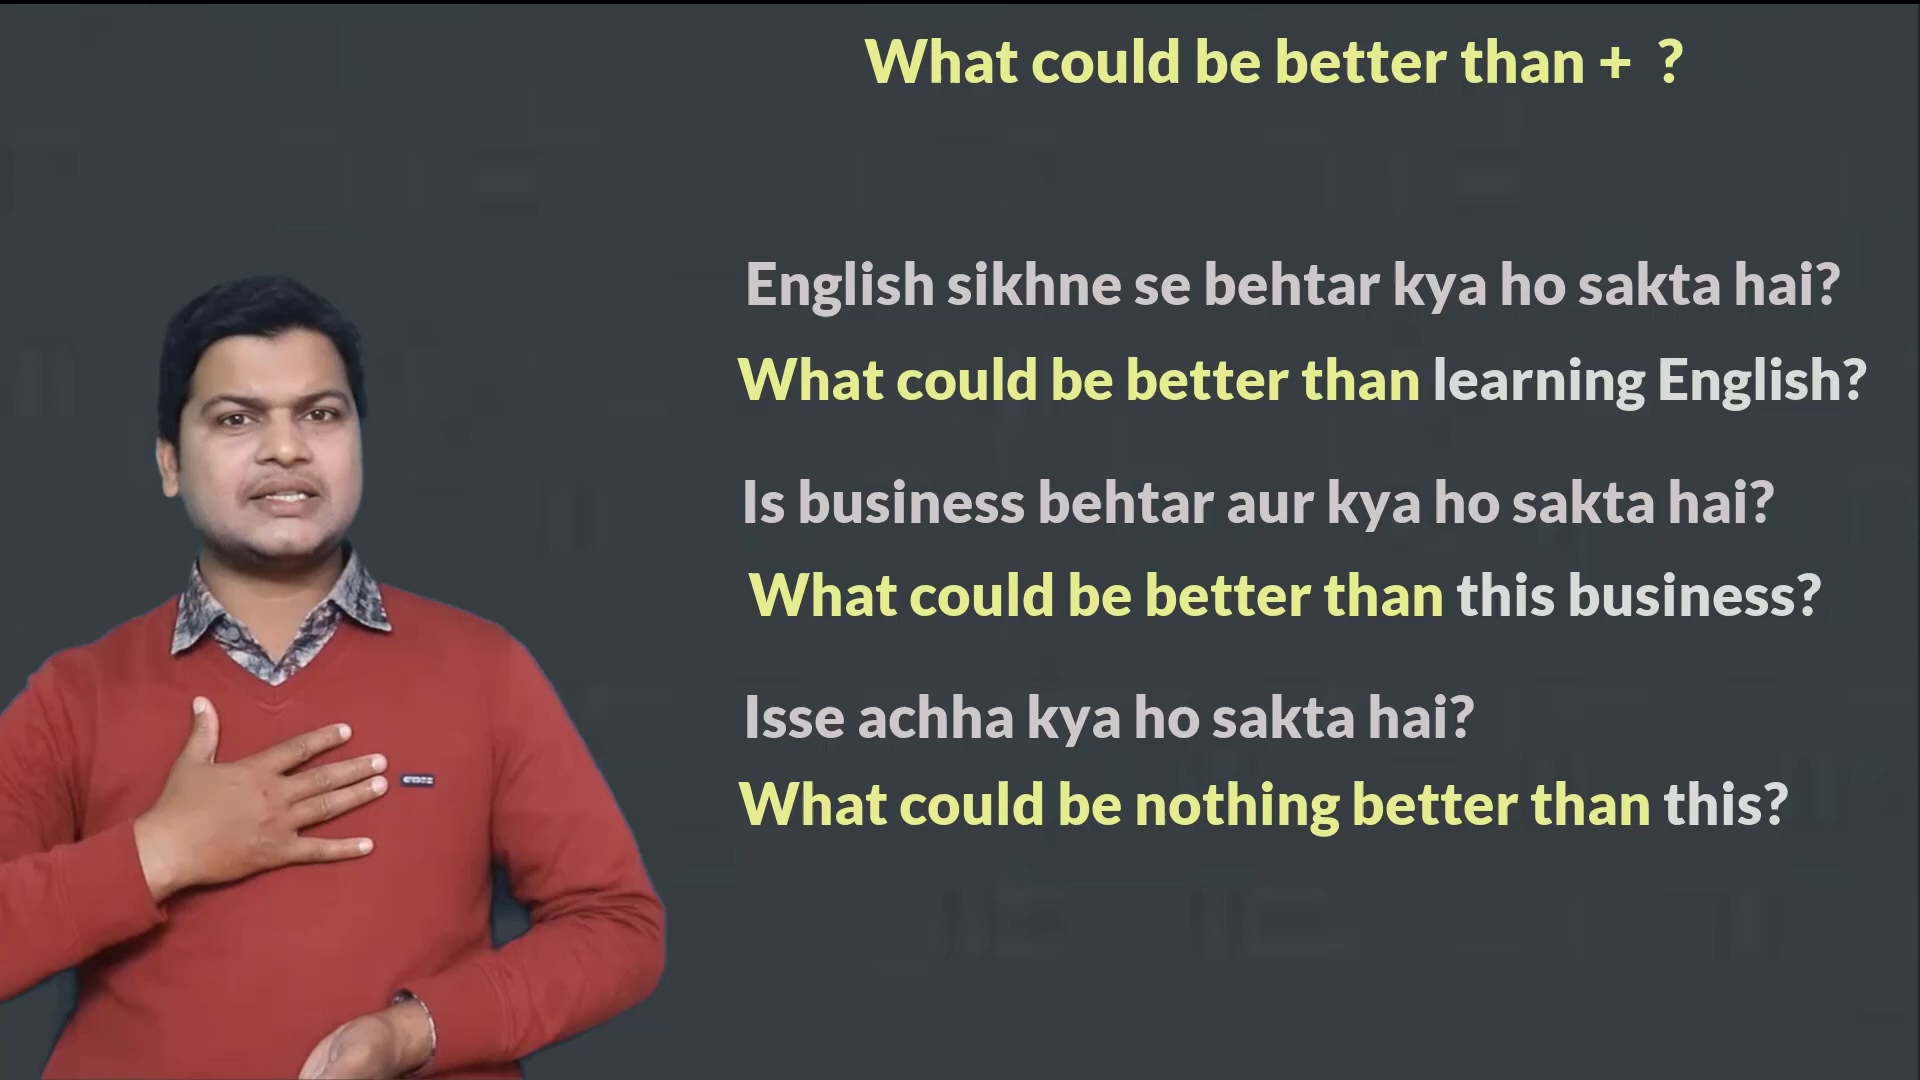 What could be better than + ?
English sikhne se behtar kya ho sakta hai?
What could be better than learning English?
Is business behtar aur kya ho sakta hai?
What could be better than this business?
Isse achha kya ho sakta hai?
What could be nothing better than this?